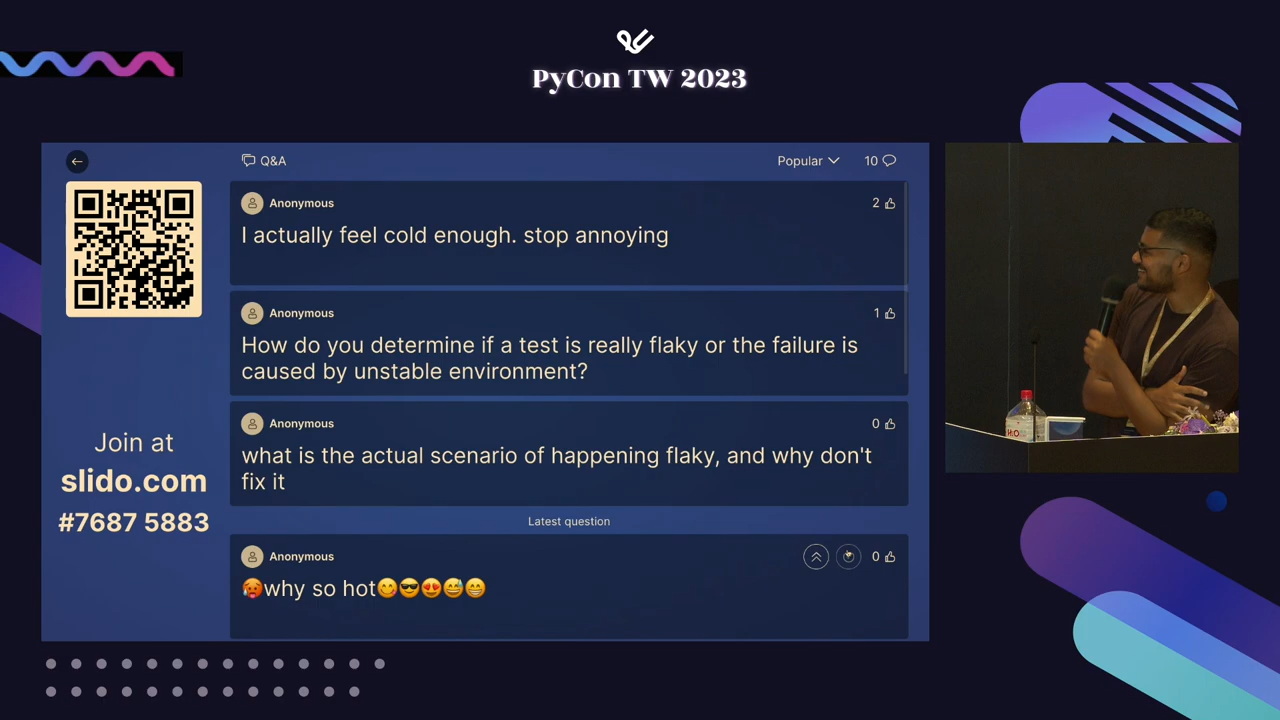 PyCon TW 2023
Q&A
Popular
10
Anonymous
2
I actually feel cold enough. stop annoying
Anonymous
1
How do you determine if a test is really flaky or the failure is
caused by unstable environment?
Anonymous
0
what is the actual scenario of happening flaky, and why don't
fix it
Latest question
Anonymous
0
🥵why so hot😋😎😍😅😁
Join at
slido.com
#7687 5883
H₂O